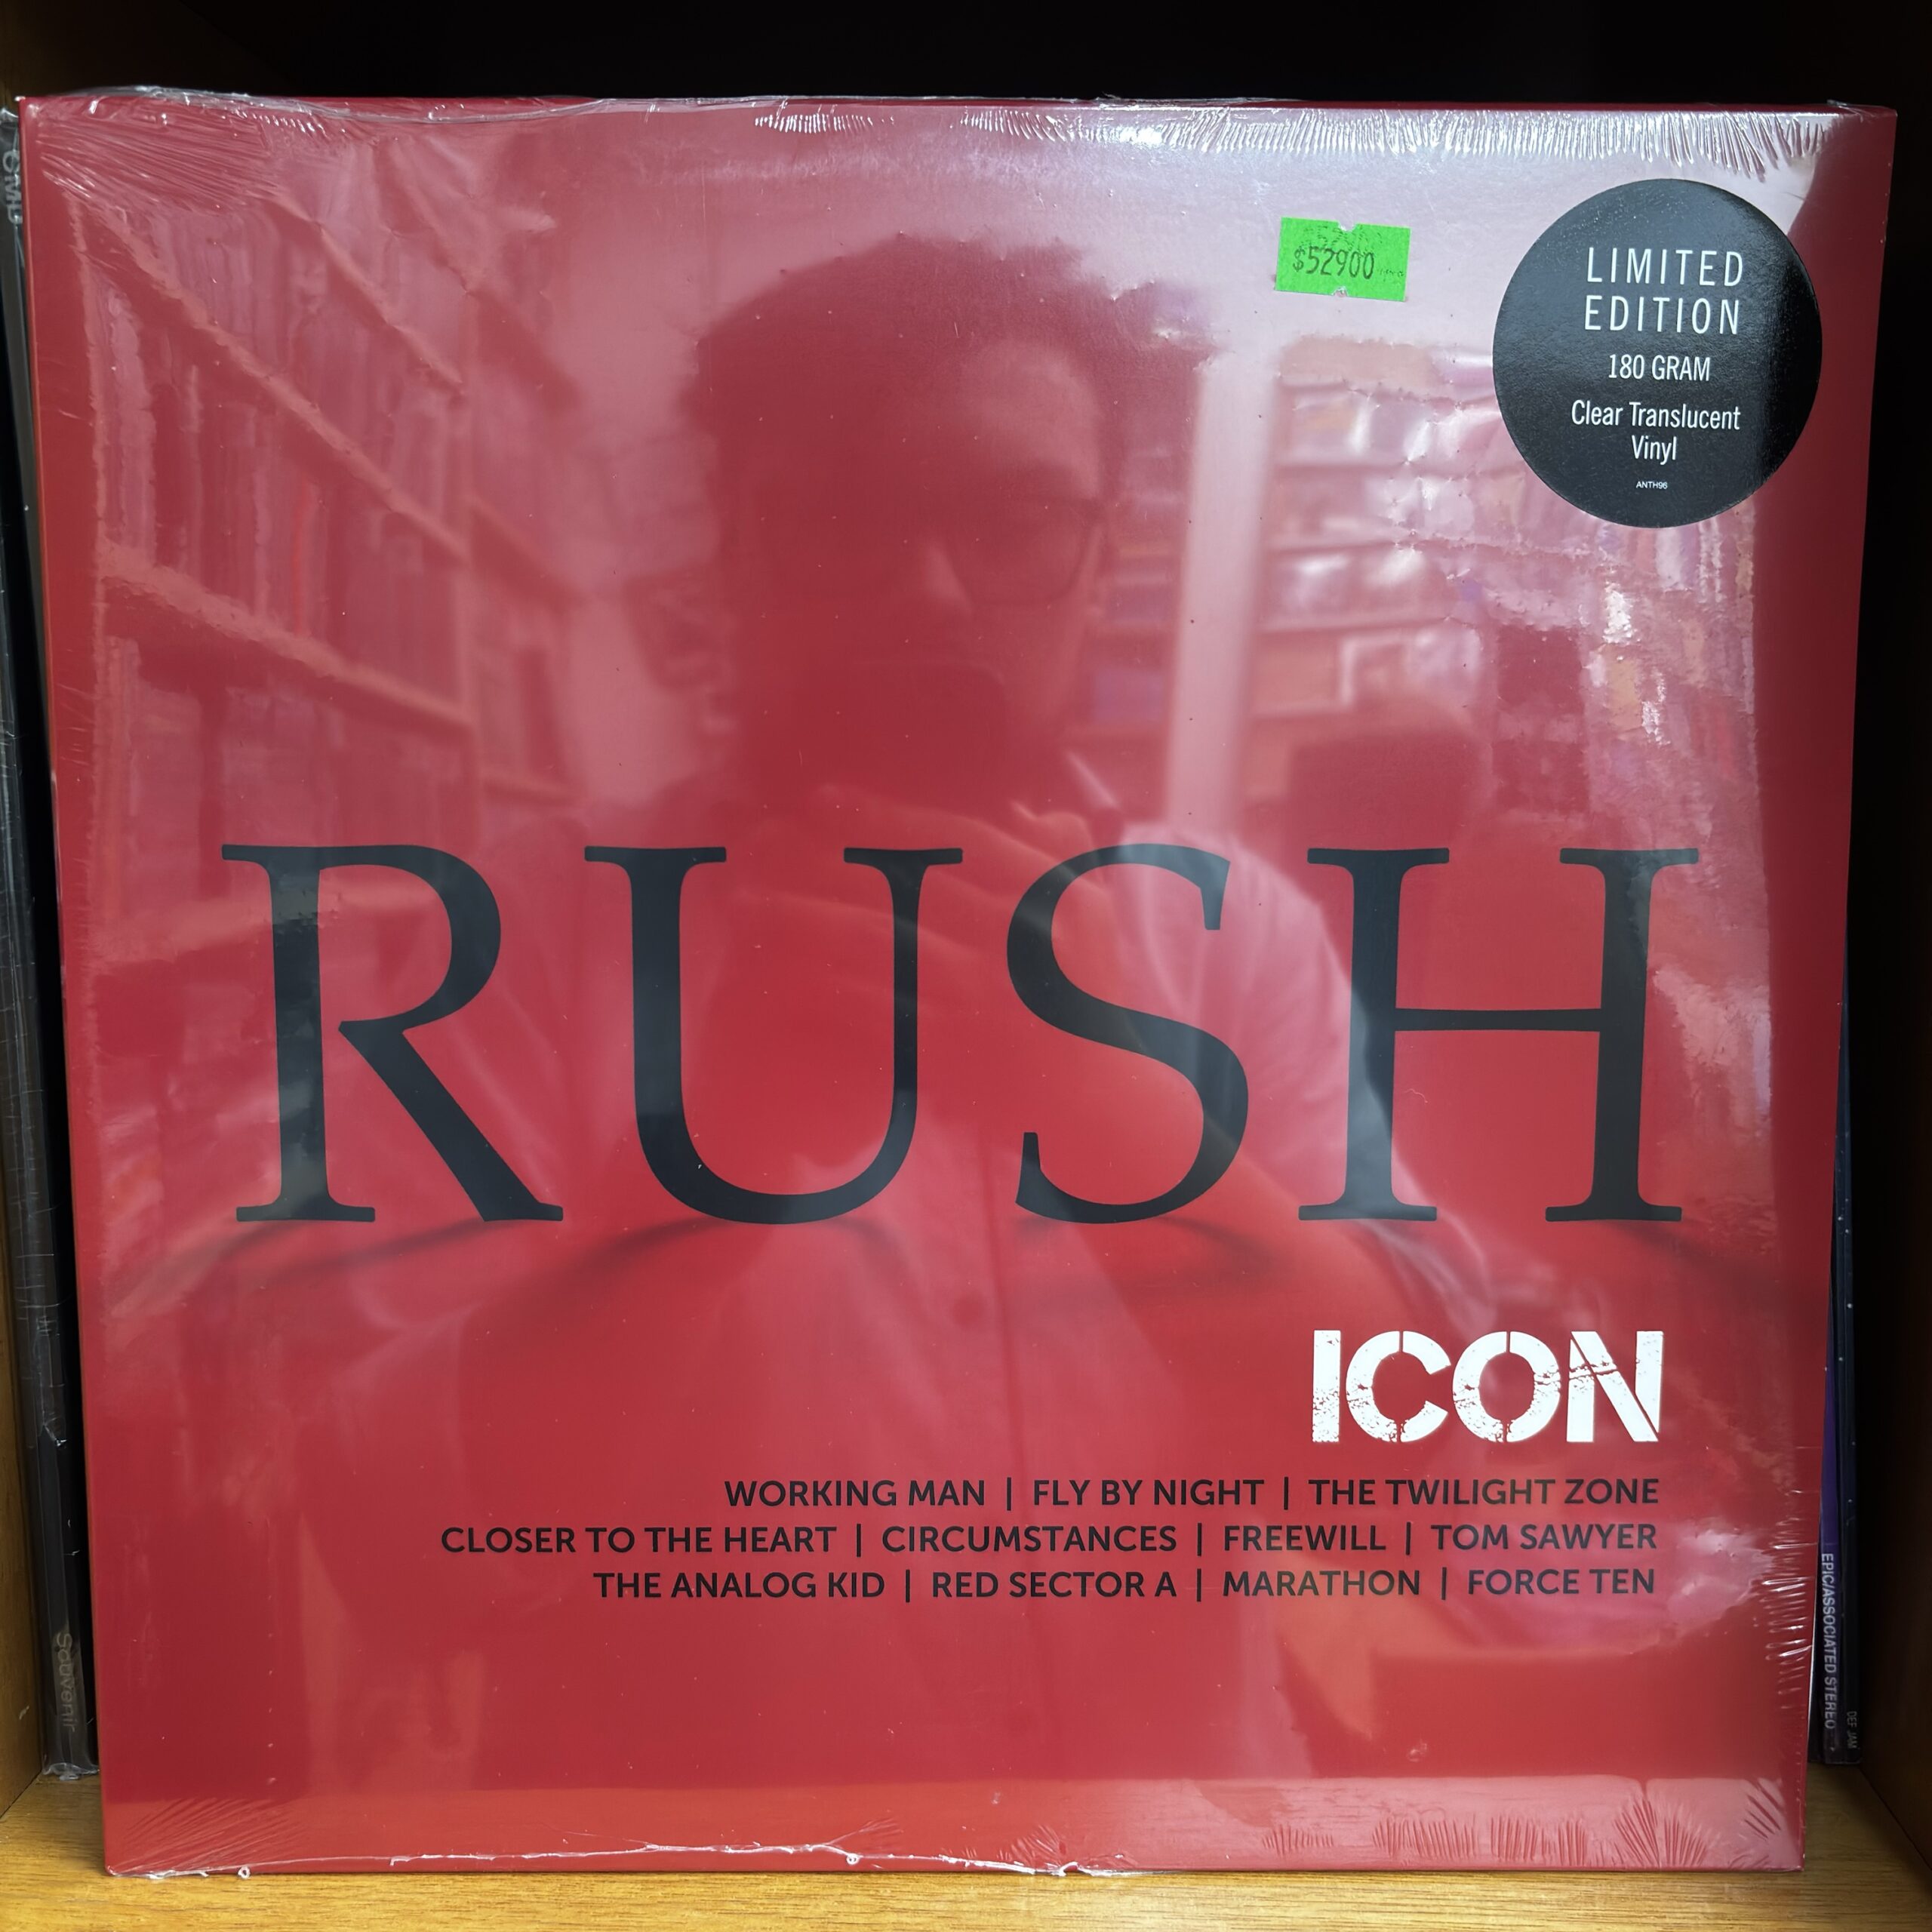 OMD
$52900
LIMITED
EDITION
180 GRAM
Clear Translucent
Vinyl
ANTH96
RUSH
ICON
WORKING MAN | FLY BY NIGHT | THE TWILIGHT ZONE
CLOSER TO THE HEART | CIRCUMSTANCES | FREEWILL | TOM SAWYER
THE ANALOG KID | RED SECTOR A | MARATHON | FORCE TEN
Souvenir
EPIC/ASSOCIATED STEREO
DEF JAM